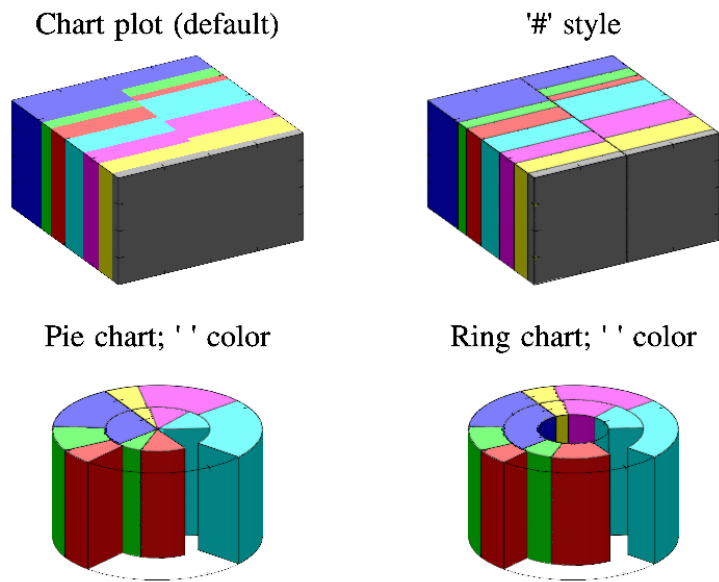 Chart plot (default)
'#' style
Pie chart; ' ' color
Ring chart; ' ' color